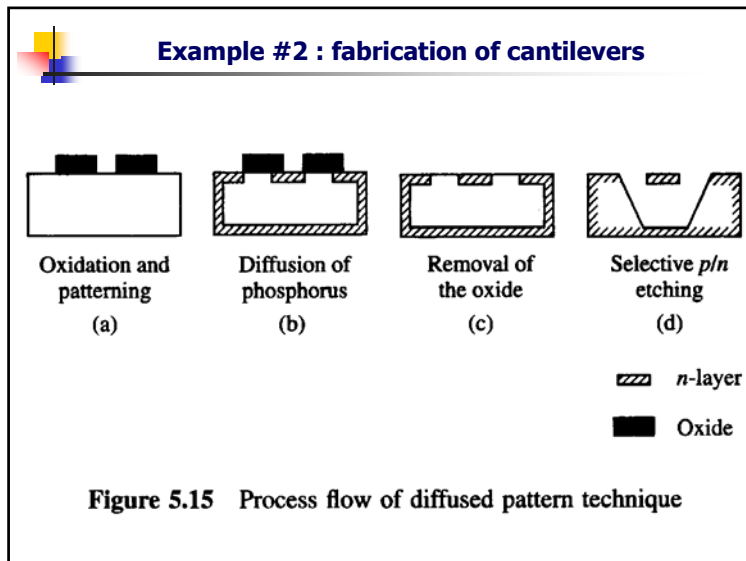 Example #2 : fabrication of cantilevers
Oxidation and
patterning
(a)
Diffusion of
phosphorus
(b)
Removal of
the oxide
(c)
Selective p/n
etching
(d)
n-layer
Oxide
Figure 5.15 Process flow of diffused pattern technique